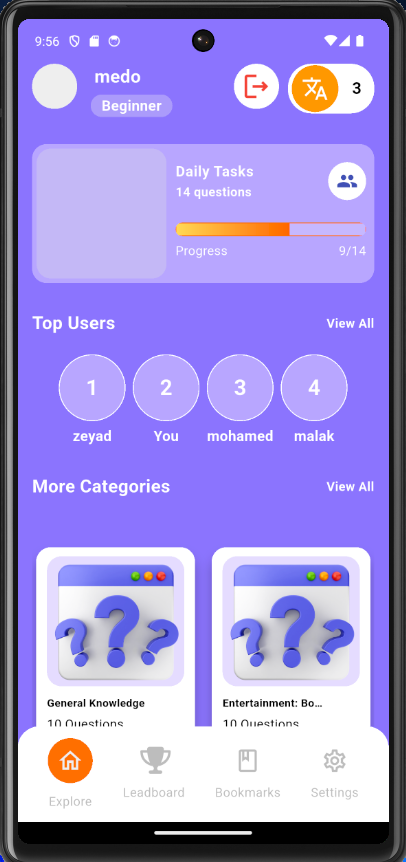 9:56
medo
Beginner
3
Daily Tasks
14 questions
Progress 9/14
Top Users View All
1 2 3 4
zeyad You mohamed malak
More Categories View All
? ? ? ? ? ?
General Knowledge Entertainment: Bo...
10 Questions 10 Questions
Explore Leadboard Bookmarks Settings